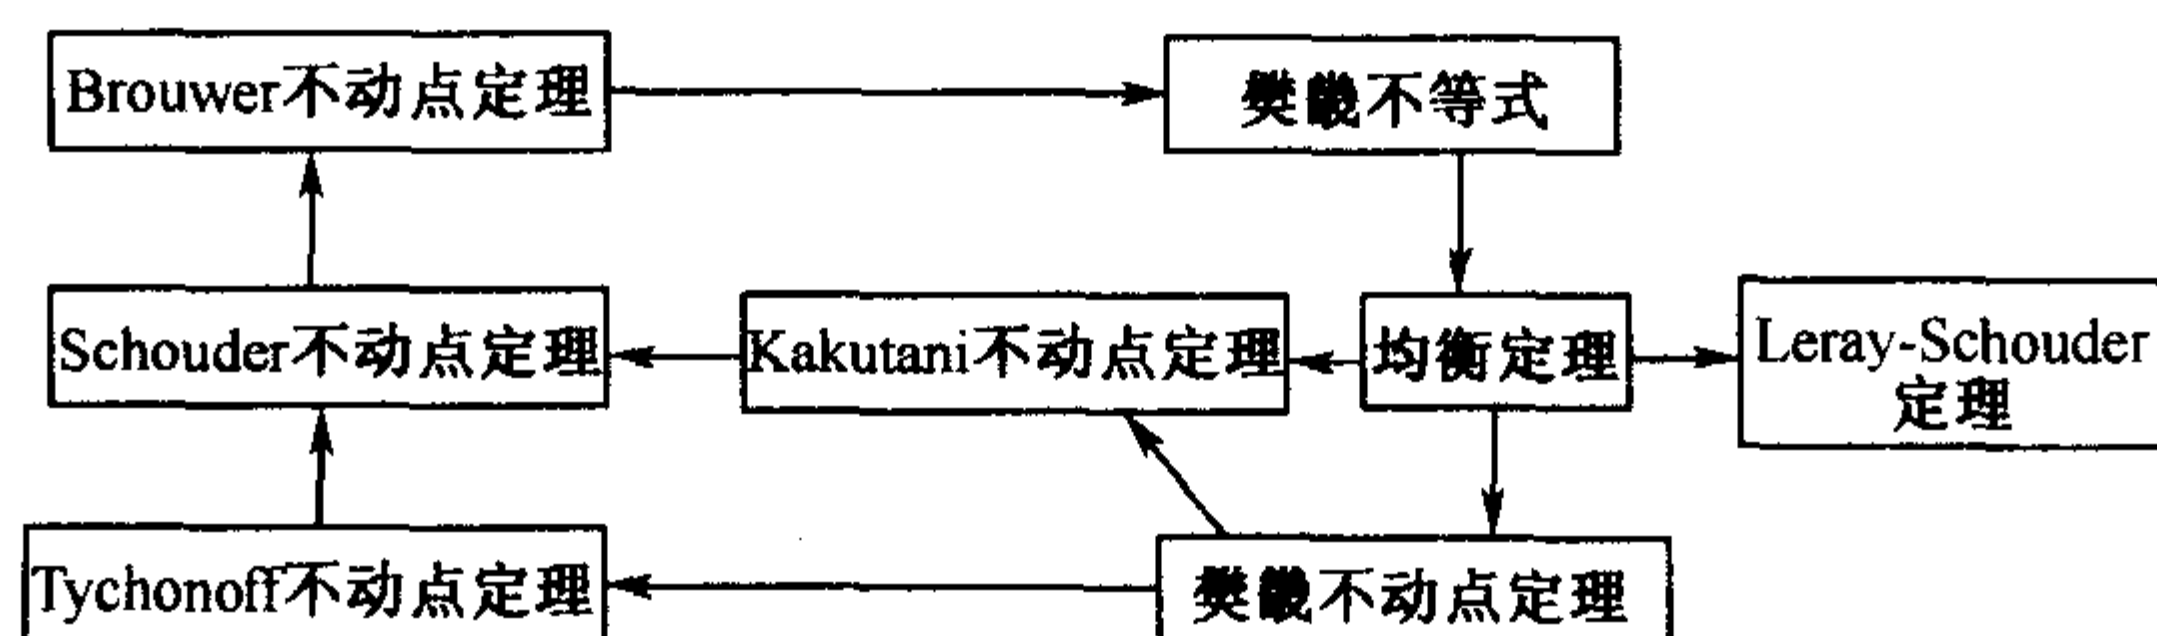 Brouwer不动点定理
樊畿不等式
Schouder不动点定理
Kakutani不动点定理
均衡定理
Leray-Schouder
定理
Tychonoff不动点定理
樊畿不动点定理